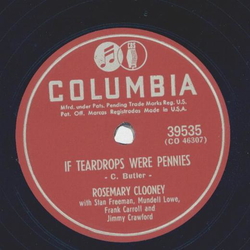 COLUMBIA
Mfrd. under Pats. Pending Trade Marks Reg. U.S.
Pat. Off. Marcas Registradas Made in U.S.A.
39535
(CO 46307)
IF TEARDROPS WERE PENNIES
- C. Butler -
ROSEMARY CLOONEY
with Stan Freeman, Mundell Lowe,
Frank Carroll and
Jimmy Crawford